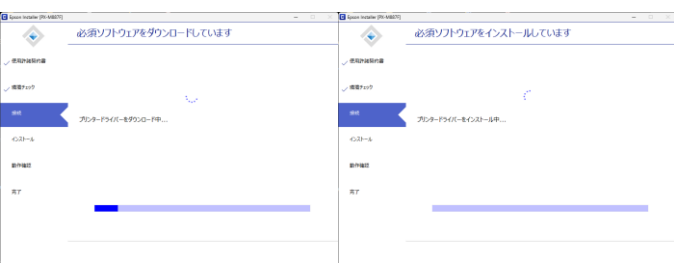 Epson Installer [PX-M887F]
必須ソフトウェアをダウンロードしています
使用許諾契約書
環境チェック
接続
インストール
動作確認
完了
プリンタードライバーをダウンロード中...
Epson Installer [PX-M887F]
必須ソフトウェアをインストールしています
使用許諾契約書
環境チェック
接続
インストール
動作確認
完了
プリンタードライバーをインストール中...